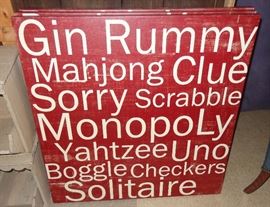 Gin Rummy
Mahjong Clue
Sorry Scrabble
MonopoLy
Yahtzee Uno
Boggle Checkers
Solitaire